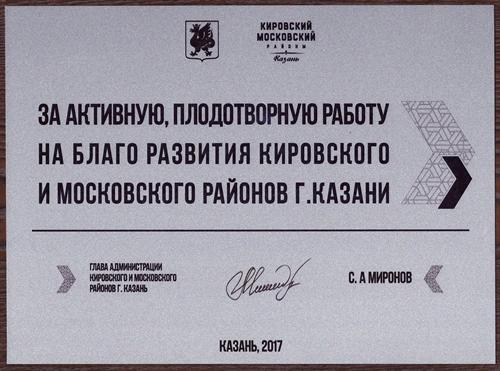 КИРОВСКИЙ
МОСКОВСКИЙ
РАЙОНЫ
Казань
ЗА АКТИВНУЮ, ПЛОДОТВОРНУЮ РАБОТУ
НА БЛАГО РАЗВИТИЯ КИРОВСКОГО
И МОСКОВСКОГО РАЙОНОВ Г.КАЗАНИ
ГЛАВА АДМИНИСТРАЦИИ
КИРОВСКОГО И МОСКОВСКОГО
РАЙОНОВ Г. КАЗАНЬ
С. А МИРОНОВ
КАЗАНЬ, 2017